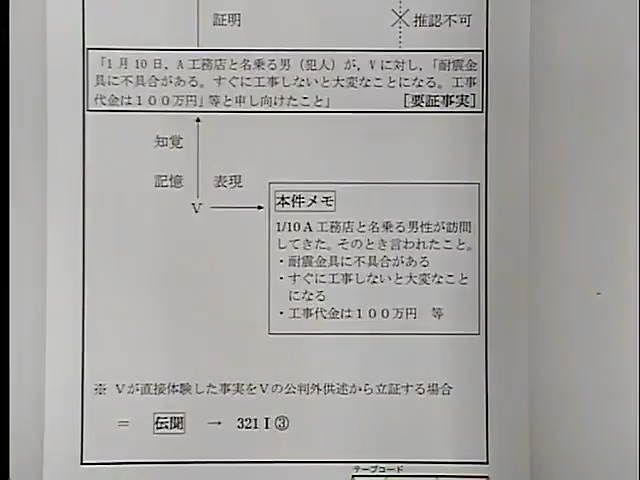 証明
推認不可
「1月10日，A工務店と名乗る男（犯人）が，Vに対し，「耐震金
具に不具合がある。すぐに工事しないと大変なことになる。工事
代金は１００万円」等と申し向けたこと」 ［要証事実］
知覚
記憶 表現
V
本件メモ
1/10 A工務店と名乗る男性が訪問
してきた。そのとき言われたこと。
・耐震金具に不具合がある
・すぐに工事しないと大変なこと
になる
・工事代金は１００万円 等
※ Vが直接体験した事実をVの公判外供述から立証する場合
＝ 伝聞 → 321Ⅰ③
テープコード